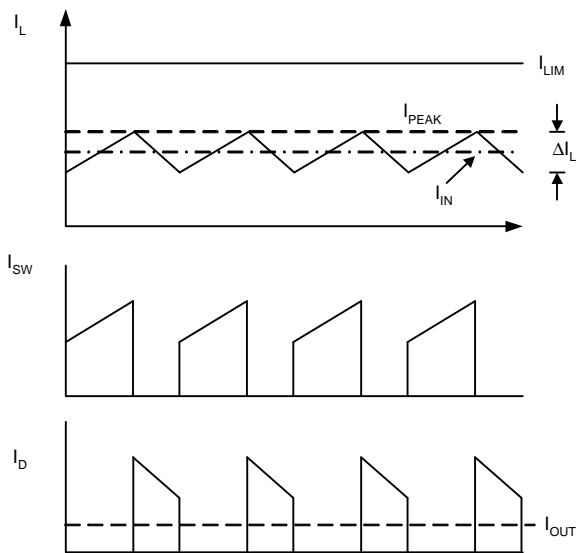 I_L
I_LIM
I_PEAK
ΔI_L
I_IN
I_SW
I_D
I_OUT